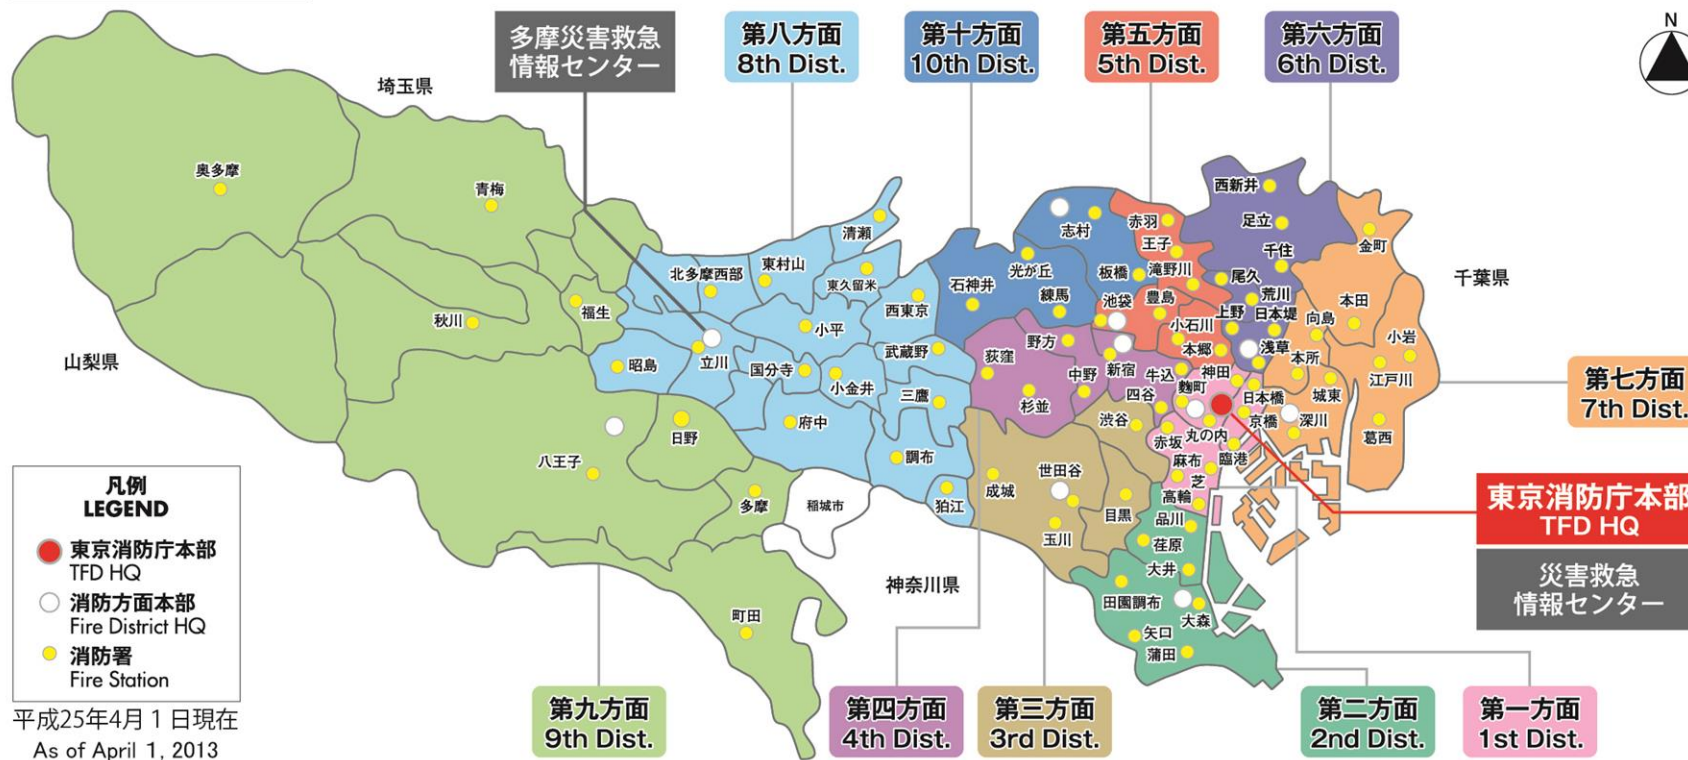 多摩災害救急
情報センター
第八方面
8th Dist.
第十方面
10th Dist.
第五方面
5th Dist.
第六方面
6th Dist.
N
埼玉県
千葉県
山梨県
神奈川県
奥多摩
青梅
秋川
福生
八王子
日野
多摩
町田
稲城市
清瀬
北多摩西部
東村山
東久留米
西東京
小平
昭島
立川
国分寺
小金井
武蔵野
三鷹
府中
調布
狛江
志村
光が丘
板橋
石神井
練馬
赤羽
王子
滝野川
池袋
豊島
小石川
本郷
西新井
足立
千住
尾久
荒川
上野
日本堤
浅草
金町
本田
向島
小岩
本所
江戸川
城東
深川
葛西
荻窪
野方
中野
杉並
新宿
牛込
四谷
神田
麴町
日本橋
京橋
丸の内
赤坂
臨港
麻布
芝
高輪
渋谷
世田谷
成城
目黒
玉川
品川
荏原
大井
田園調布
大森
矢口
蒲田
第七方面
7th Dist.
東京消防庁本部
TFD HQ
災害救急
情報センター
凡例
LEGEND
東京消防庁本部
TFD HQ
消防方面本部
Fire District HQ
消防署
Fire Station
平成25年4月1日現在
As of April 1, 2013
第九方面
9th Dist.
第四方面
4th Dist.
第三方面
3rd Dist.
第二方面
2nd Dist.
第一方面
1st Dist.